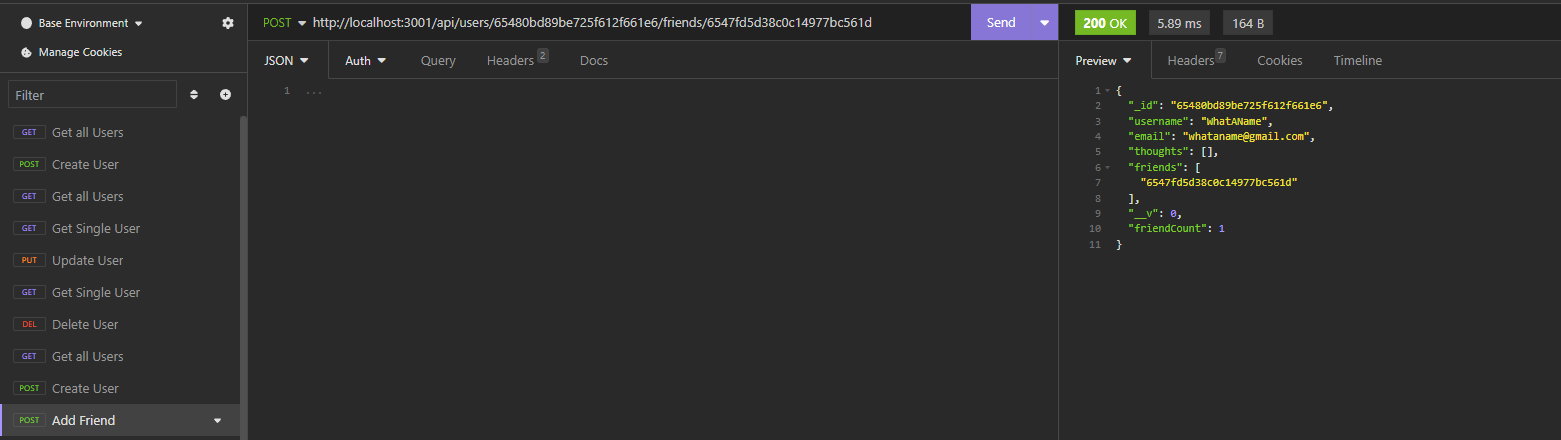 Base Environment
Manage Cookies
Filter
GET Get all Users
POST Create User
GET Get all Users
GET Get Single User
PUT Update User
GET Get Single User
DEL Delete User
GET Get all Users
POST Create User
POST Add Friend
POST http://localhost:3001/api/users/65480bd89be725f612f661e6/friends/6547fd5d38c0c14977bc561d Send
JSON Auth Query Headers 2 Docs
1 ...
200 OK 5.89 ms 164 B
Preview Headers 7 Cookies Timeline
1 {
2 "_id": "65480bd89be725f612f661e6",
3 "username": "WhatAName",
4 "email": "whataname@gmail.com",
5 "thoughts": [],
6 "friends": [
7 "6547fd5d38c0c14977bc561d"
8 ],
9 "__v": 0,
10 "friendCount": 1
11 }